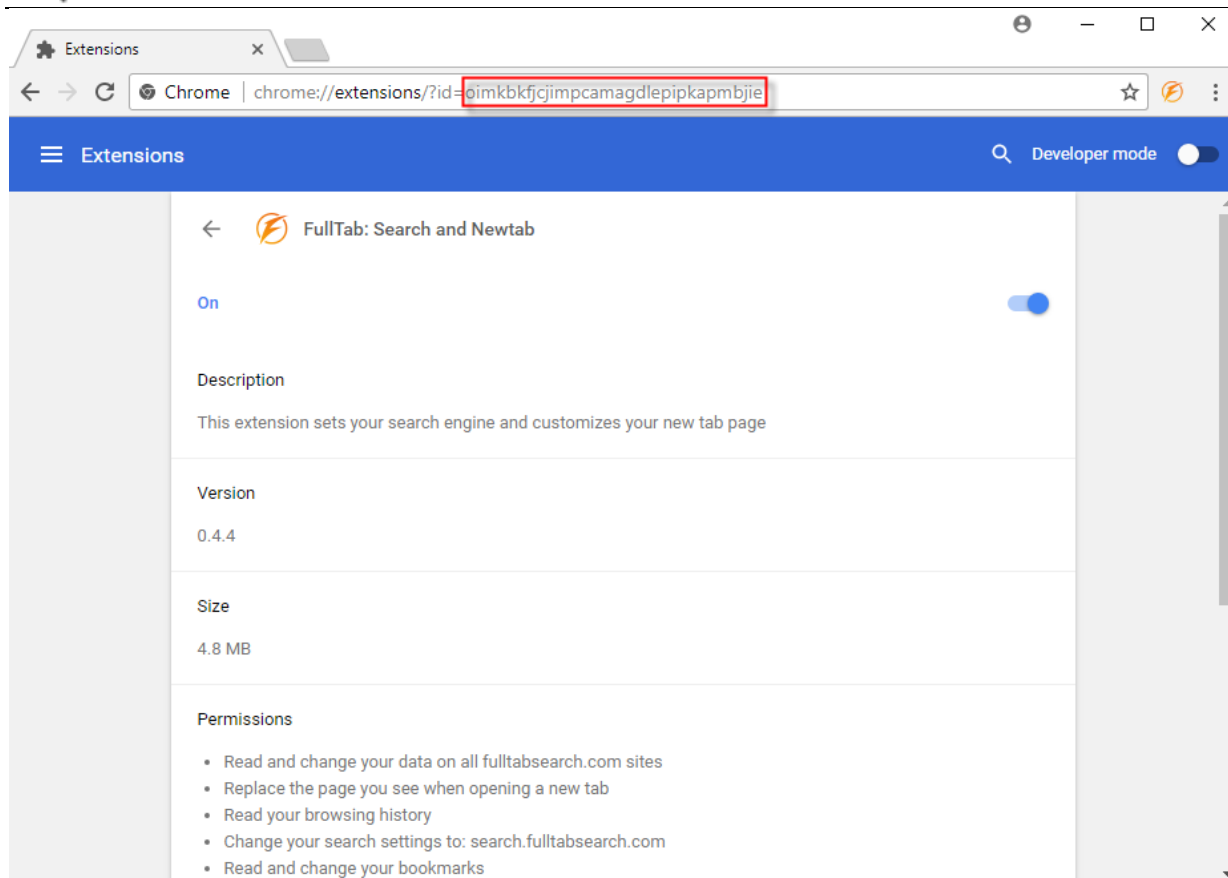 Extensions
Chrome | chrome://extensions/?id=oimkbkfjcjimpcamagdlepipkapmbjie
Extensions
Developer mode
FullTab: Search and Newtab
On
Description
This extension sets your search engine and customizes your new tab page
Version
0.4.4
Size
4.8 MB
Permissions
• Read and change your data on all fulltabsearch.com sites
• Replace the page you see when opening a new tab
• Read your browsing history
• Change your search settings to: search.fulltabsearch.com
• Read and change your bookmarks